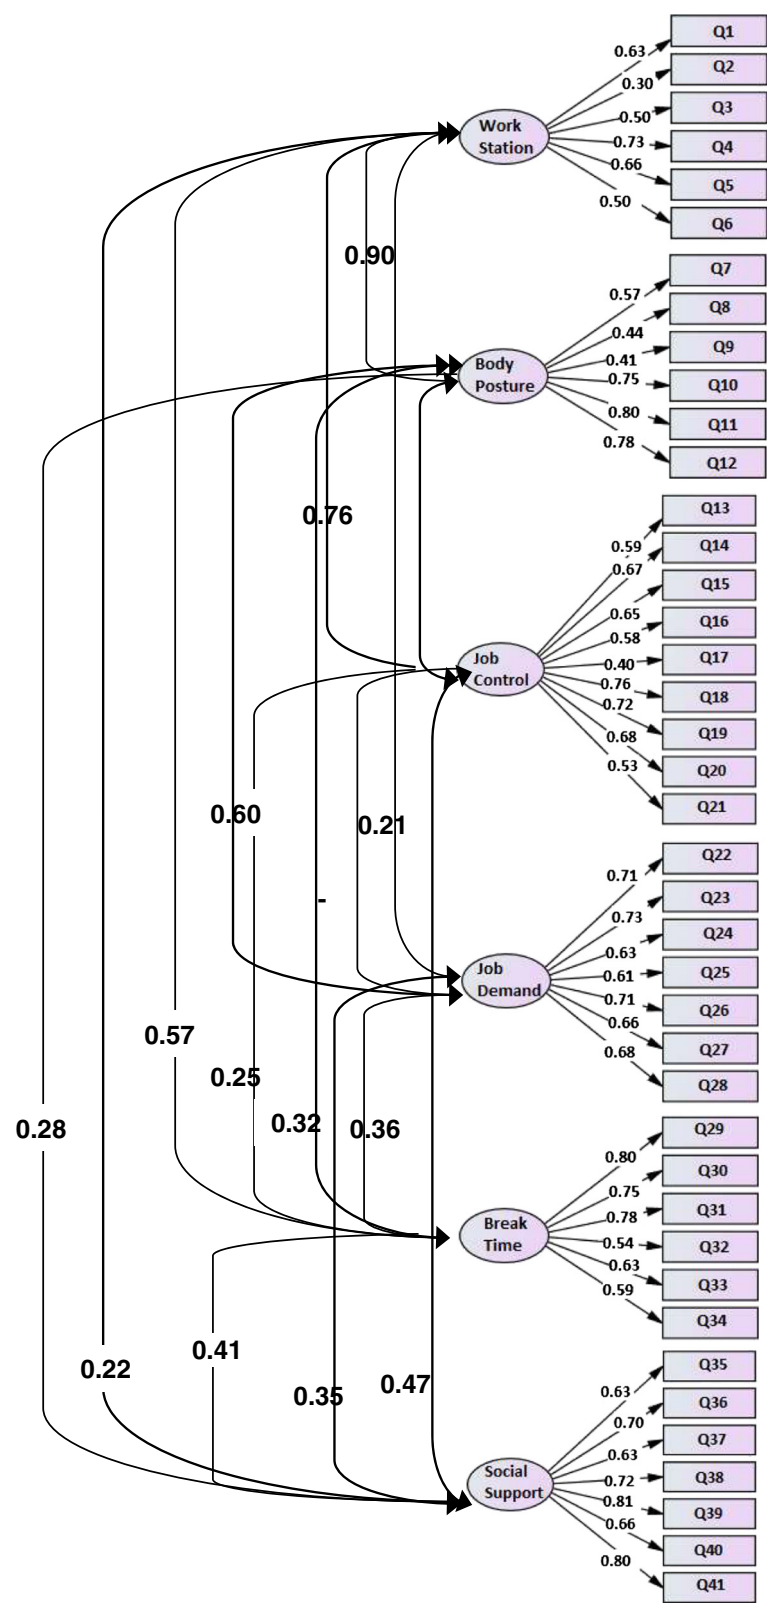 Q1
0.63
Q2
0.30
Q3
0.50
Work
Station
Q4
0.73
0.66
Q5
0.50
Q6
0.90
Q7
0.57
Q8
0.44
Q9
0.41
Body
Posture
0.75
Q10
0.80
Q11
0.78
Q12
0.76
Q13
0.59
Q14
0.67
Q15
0.65
Q16
0.58
Job
Control
Q17
0.40
0.76
Q18
0.72
Q19
0.68
Q20
0.53
Q21
0.60
0.21
-
Q22
0.71
Q23
0.73
Q24
0.63
Job
Demand
Q25
0.61
0.71
Q26
0.66
Q27
0.68
Q28
0.57
0.25
0.28
0.32
0.36
Q29
0.80
Q30
0.75
Q31
0.78
Break
Time
0.54
Q32
0.63
Q33
0.59
Q34
0.41
0.22
0.35
0.47
Q35
0.63
Q36
0.70
Q37
0.63
Social
Support
Q38
0.72
0.81
Q39
0.66
Q40
0.80
Q41